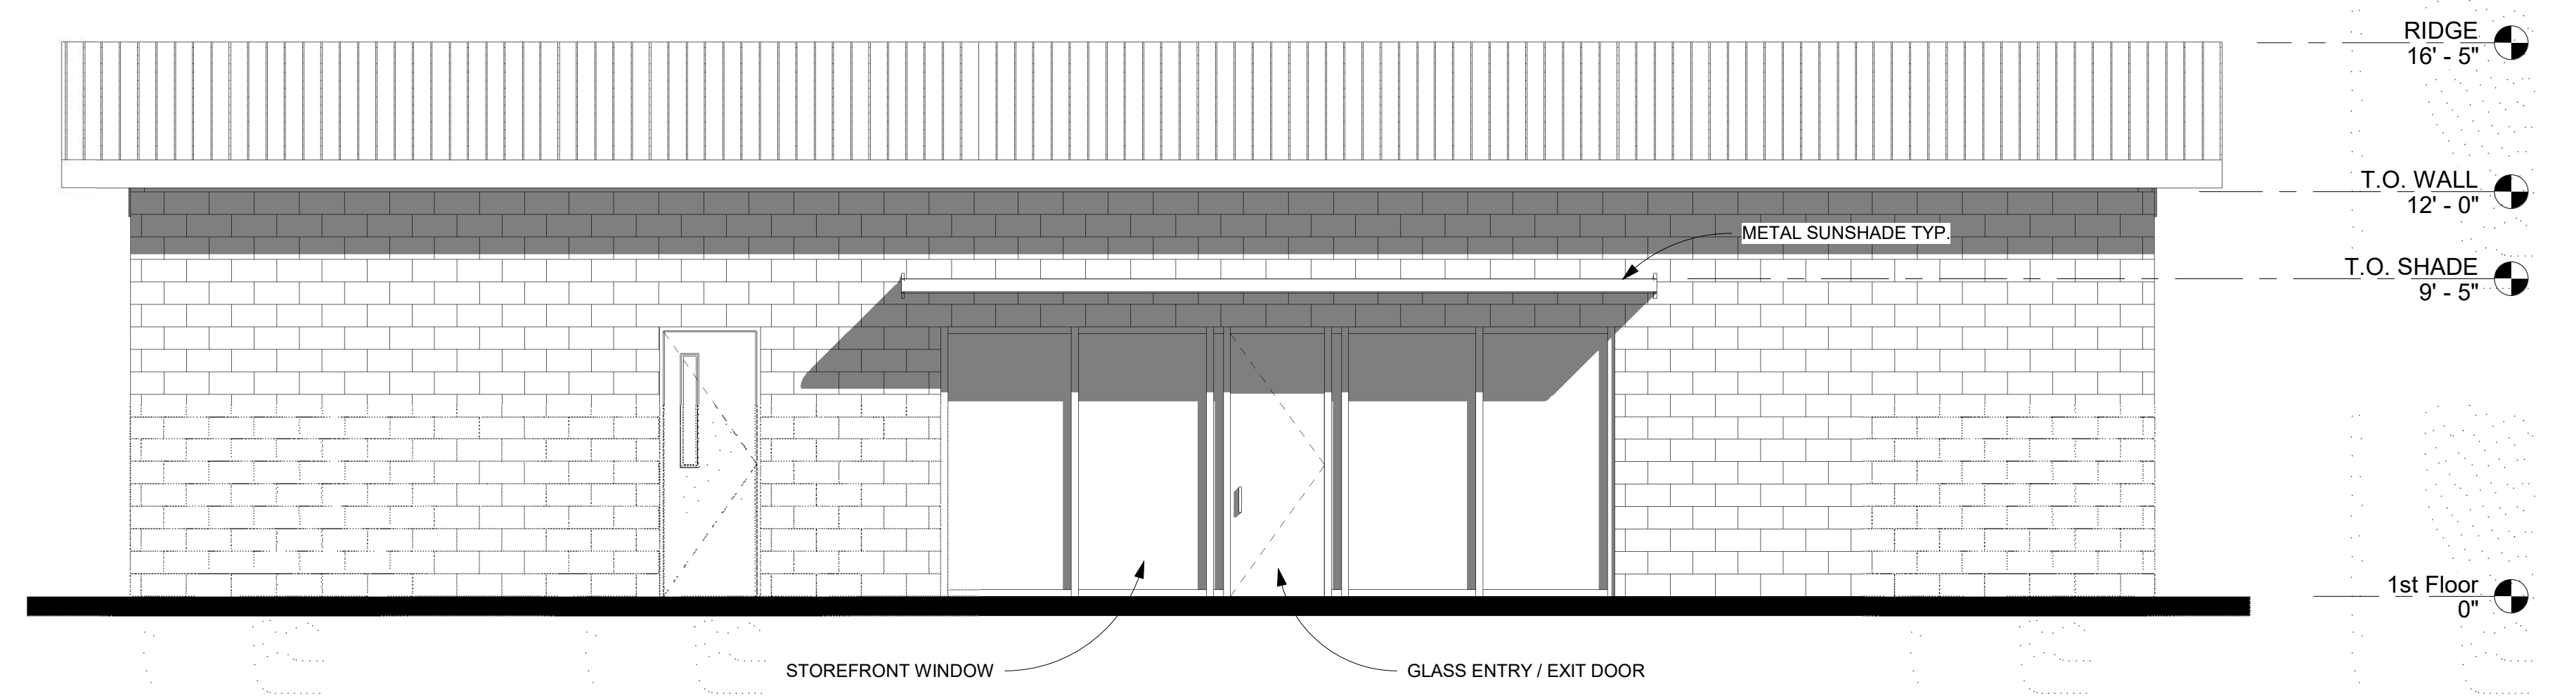 RIDGE
16' - 5"
T.O. WALL
12' - 0"
METAL SUNSHADE TYP.
T.O. SHADE
9' - 5"
1st Floor
0"
STOREFRONT WINDOW
GLASS ENTRY / EXIT DOOR